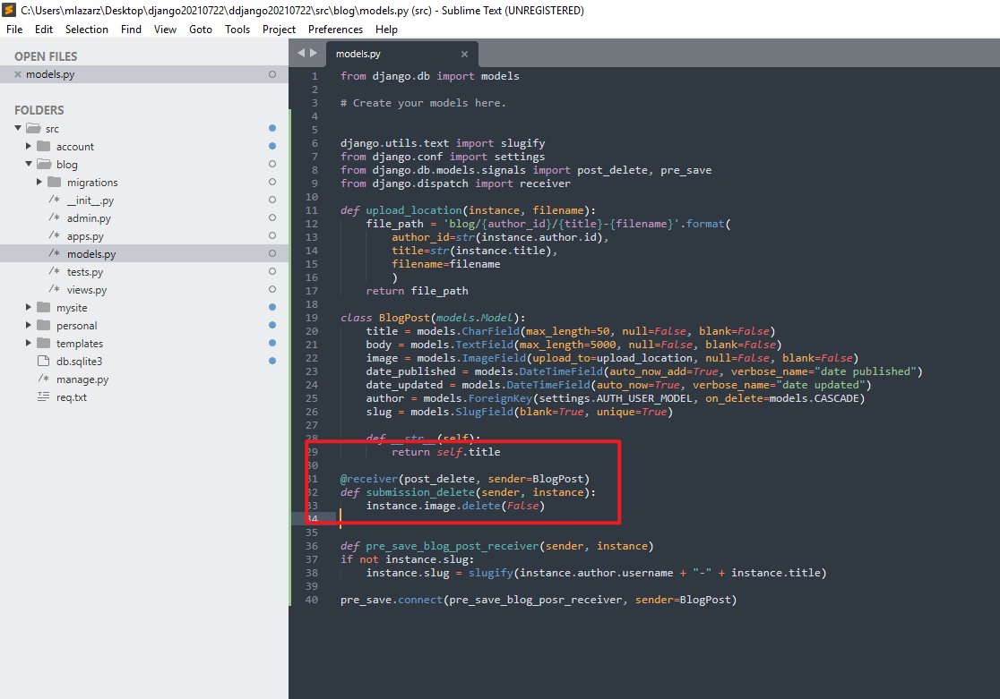 C:\Users\mlazarz\Desktop\django20210722\ddjango20210722\src\blog\models.py (src) - Sublime Text (UNREGISTERED)
File Edit Selection Find View Goto Tools Project Preferences Help
OPEN FILES
models.py
FOLDERS
src
account
blog
migrations
/* __init__.py
/* admin.py
/* apps.py
/* models.py
/* tests.py
/* views.py
mysite
personal
templates
db.sqlite3
/* manage.py
req.txt
models.py
1 from django.db import models
2
3 # Create your models here.
4
5
6 django.utils.text import slugify
7 from django.conf import settings
8 from django.db.models.signals import post_delete, pre_save
9 from django.dispatch import receiver
10
11 def upload_location(instance, filename):
12 file_path = 'blog/{author_id}/{title}-{filename}'.format(
13 author_id=str(instance.author.id),
14 title=str(instance.title),
15 filename=filename
16 )
17 return file_path
18
19 class BlogPost(models.Model):
20 title = models.CharField(max_length=50, null=False, blank=False)
21 body = models.TextField(max_length=5000, null=False, blank=False)
22 image = models.ImageField(upload_to=upload_location, null=False, blank=False)
23 date_published = models.DateTimeField(auto_now_add=True, verbose_name="date published")
24 date_updated = models.DateTimeField(auto_now=True, verbose_name="date updated")
25 author = models.ForeignKey(settings.AUTH_USER_MODEL, on_delete=models.CASCADE)
26 slug = models.SlugField(blank=True, unique=True)
27
28 def __str__(self):
29 return self.title
30
31 @receiver(post_delete, sender=BlogPost)
32 def submission_delete(sender, instance):
33 instance.image.delete(False)
34
35
36 def pre_save_blog_post_receiver(sender, instance)
37 if not instance.slug:
38 instance.slug = slugify(instance.author.username + "-" + instance.title)
39
40 pre_save.connect(pre_save_blog_posr_receiver, sender=BlogPost)